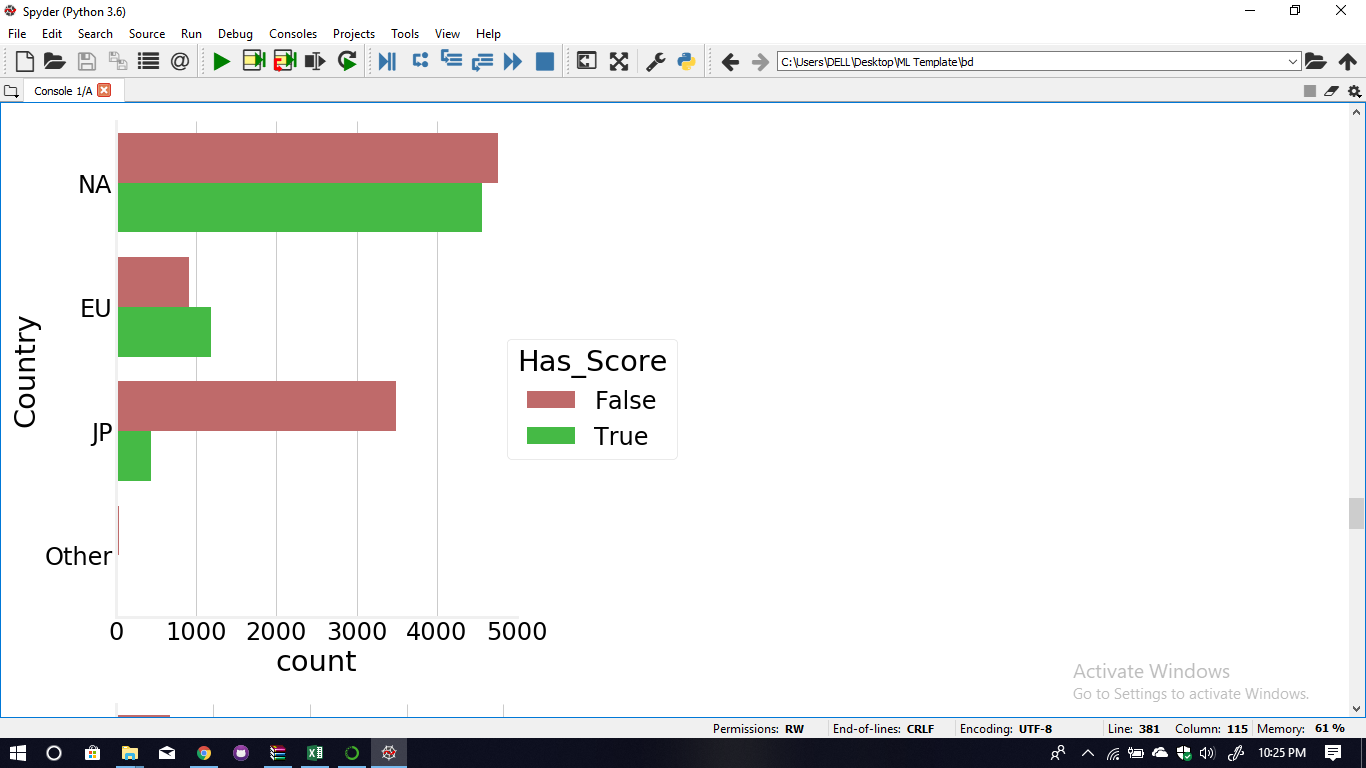 Spyder (Python 3.6)
File Edit Search Source Run Debug Consoles Projects Tools View Help
C:\Users\DELL\Desktop\ML Template\bd
Console 1/A
NA
EU
JP
Other
Country
0 1000 2000 3000 4000 5000
count
Has_Score
False
True
Activate Windows
Go to Settings to activate Windows.
Permissions: RW End-of-lines: CRLF Encoding: UTF-8 Line: 381 Column: 115 Memory: 61 %
10:25 PM